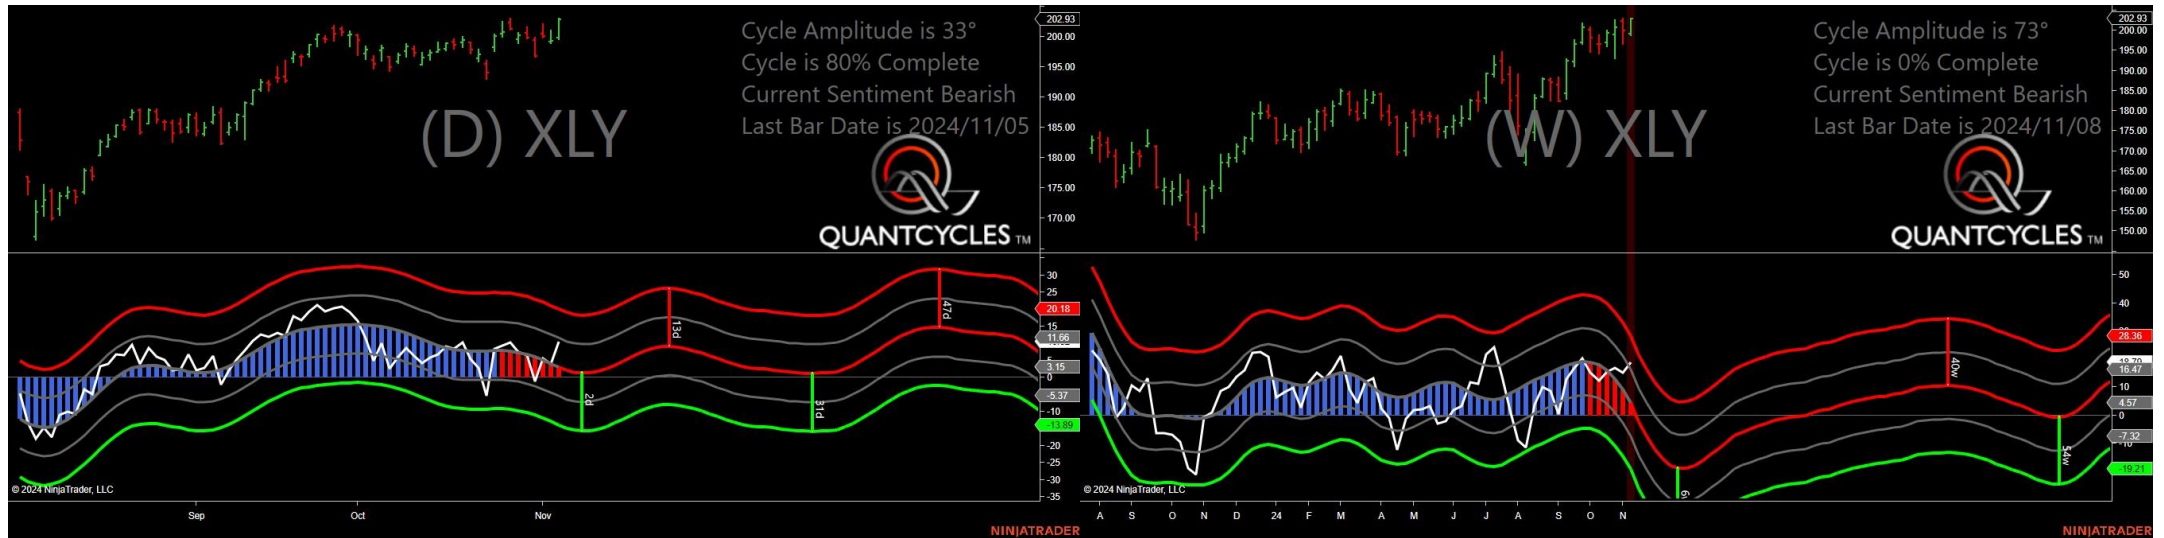 Cycle Amplitude is 33°
Cycle is 80% Complete
Current Sentiment Bearish
Last Bar Date is 2024/11/05
(D) XLY
QUANTCYCLES TM
202.93
200.00
195.00
190.00
185.00
180.00
175.00
170.00
30
25
20.18
15
11.66
5
3.15
0
-5.37
-10
-13.89
-20
-25
-30
-35
2d
13d
31d
47d
© 2024 NinjaTrader, LLC
Sep
Oct
Nov
NINJATRADER
Cycle Amplitude is 73°
Cycle is 0% Complete
Current Sentiment Bearish
Last Bar Date is 2024/11/08
(W) XLY
QUANTCYCLES TM
202.93
200.00
195.00
190.00
185.00
180.00
175.00
170.00
165.00
160.00
155.00
150.00
50
40
28.36
16.47
10
4.57
0
-7.32
-19.21
40w
54w
© 2024 NinjaTrader, LLC
A S O N D 24 F M A M J J A S O N
NINJATRADER